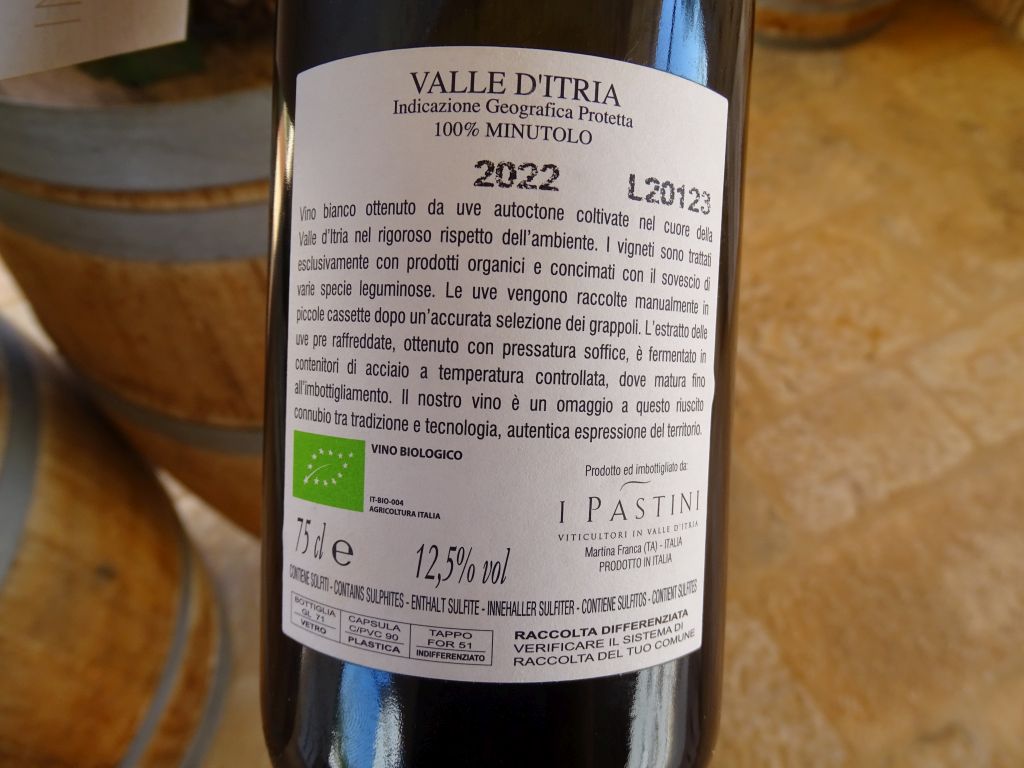 VALLE D'ITRIA
Indicazione Geografica Protetta
100% MINUTOLO
2022
L20123
Vino bianco ottenuto da uve autoctone coltivate nel cuore della
Valle d'Itria nel rigoroso rispetto dell'ambiente. I vigneti sono trattati
esclusivamente con prodotti organici e concimati con il sovescio di
varie specie leguminose. Le uve vengono raccolte manualmente in
piccole cassette dopo un'accurata selezione dei grappoli. L'estratto delle
uve pre raffreddate, ottenuto con pressatura soffice, è fermentato in
contenitori di acciaio a temperatura controllata, dove matura fino
all'imbottigliamento. Il nostro vino è un omaggio a questo riuscito
connubio tra tradizione e tecnologia, autentica espressione del territorio.
VINO BIOLOGICO
IT-BIO-004
AGRICOLTURA ITALIA
75 cl e
12,5% vol
Prodotto ed imbottigliato da:
I PASTINI
VITICULTORI IN VALLE D'ITRIA
Martina Franca (TA) - ITALIA
PRODOTTO IN ITALIA
CONTIENE SOLFITI - CONTAINS SULPHITES - ENTHALT SULFITE - INNEHALLER SULFITER - CONTIENE SULFITOS - CONTIENT SULFITES
BOTTIGLIA
GL 71
VETRO
CAPSULA
C/PVC 90
PLASTICA
TAPPO
FOR 51
INDIFFERENZIATO
RACCOLTA DIFFERENZIATA
VERIFICARE IL SISTEMA DI
RACCOLTA DEL TUO COMUNE